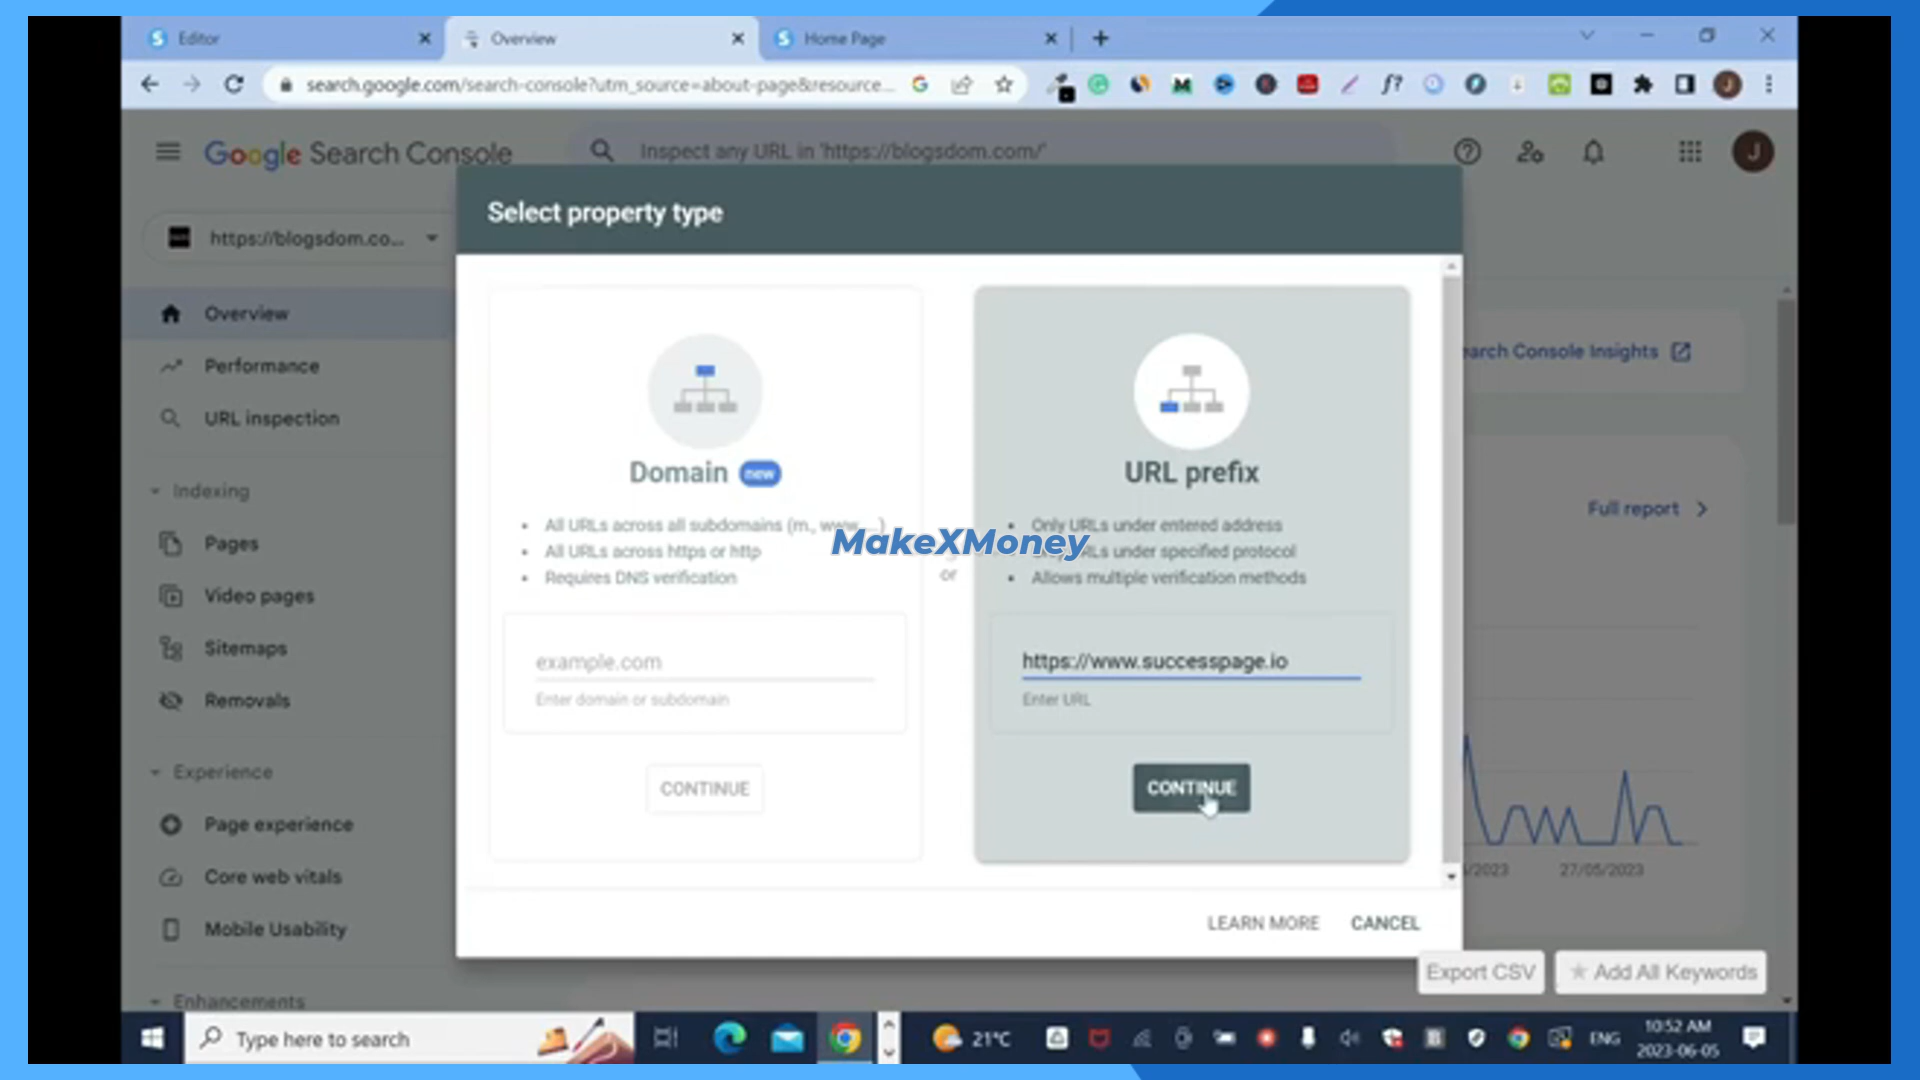 Editor
Overview
Home Page
search.google.com/search-console?utm_source=about-page&resource...
Google Search Console
Inspect any URL in 'https://blogsdom.com/'
J
https://blogsdom.co...
Select property type
Overview
Performance
URL inspection
Indexing
Pages
Video pages
Sitemaps
Removals
Experience
Page experience
Core web vitals
Mobile Usability
Enhancements
Domain new
All URLs across all subdomains (m., www. ...)
All URLs across https or http
Requires DNS verification
example.com
Enter domain or subdomain
CONTINUE
or
URL prefix
Only URLs under entered address
URLs under specified protocol
Allows multiple verification methods
https://www.successpage.io
Enter URL
CONTINUE
MakeXMoney
LEARN MORE
CANCEL
arch Console Insights
Full report
/2023
27/05/2023
Export CSV
Add All Keywords
Type here to search
21°C
ENG
10:52 AM
2023-06-05